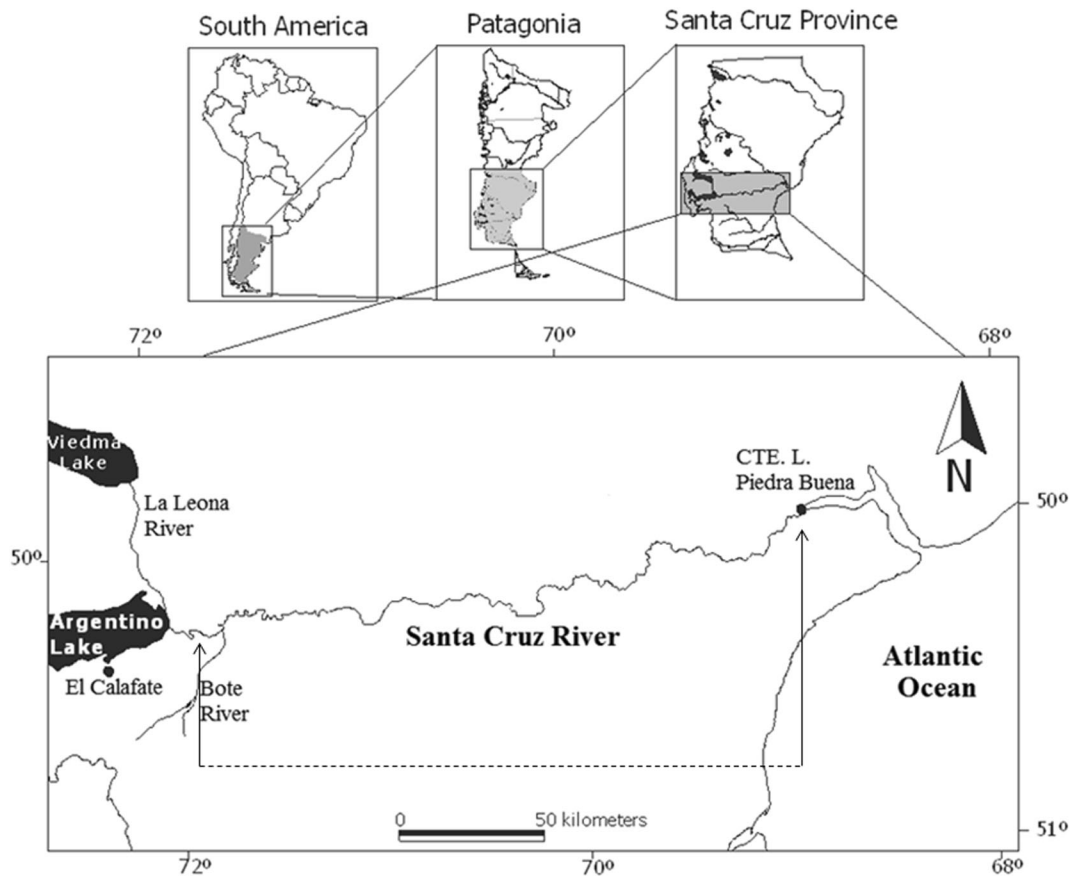 South America
Patagonia
Santa Cruz Province
72º
70º
68º
Viedma
Lake
La Leona
River
CTE. L.
Piedra Buena
N
50º
50º
Argentino
Lake
Santa Cruz River
El Calafate
Bote
River
Atlantic
Ocean
0
50 kilometers
51º
72º
70º
68º